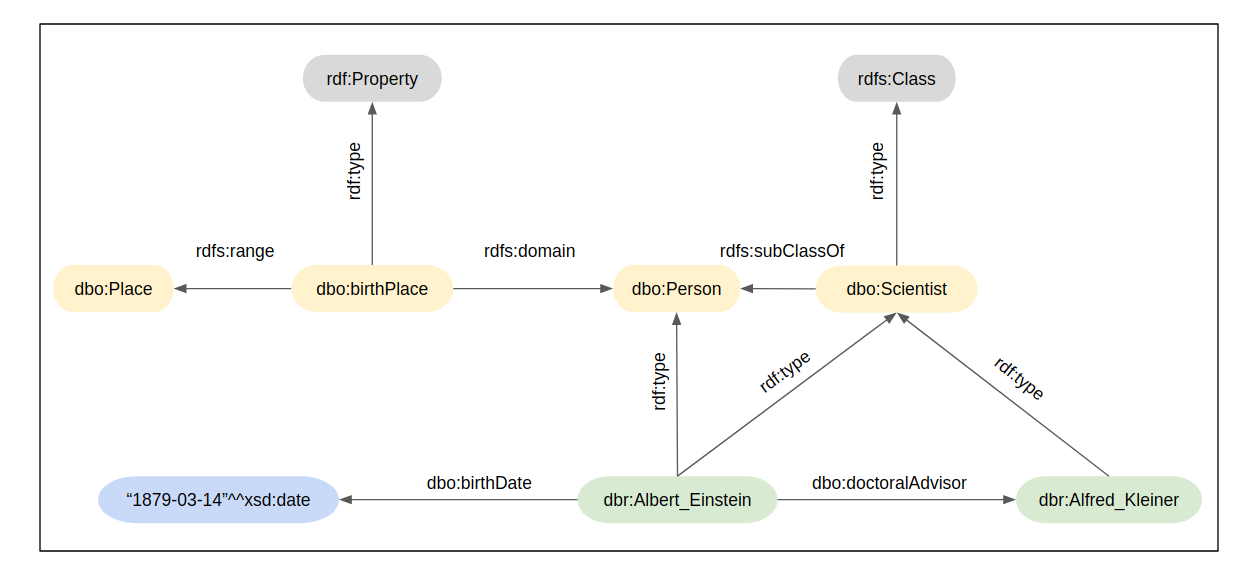 rdf:Property
rdfs:Class
rdf:type
rdf:type
rdfs:range
rdfs:domain
rdfs:subClassOf
dbo:Place
dbo:birthPlace
dbo:Person
dbo:Scientist
rdf:type
rdf:type
rdf:type
dbo:birthDate
dbo:doctoralAdvisor
“1879-03-14”^^xsd:date
dbr:Albert_Einstein
dbr:Alfred_Kleiner